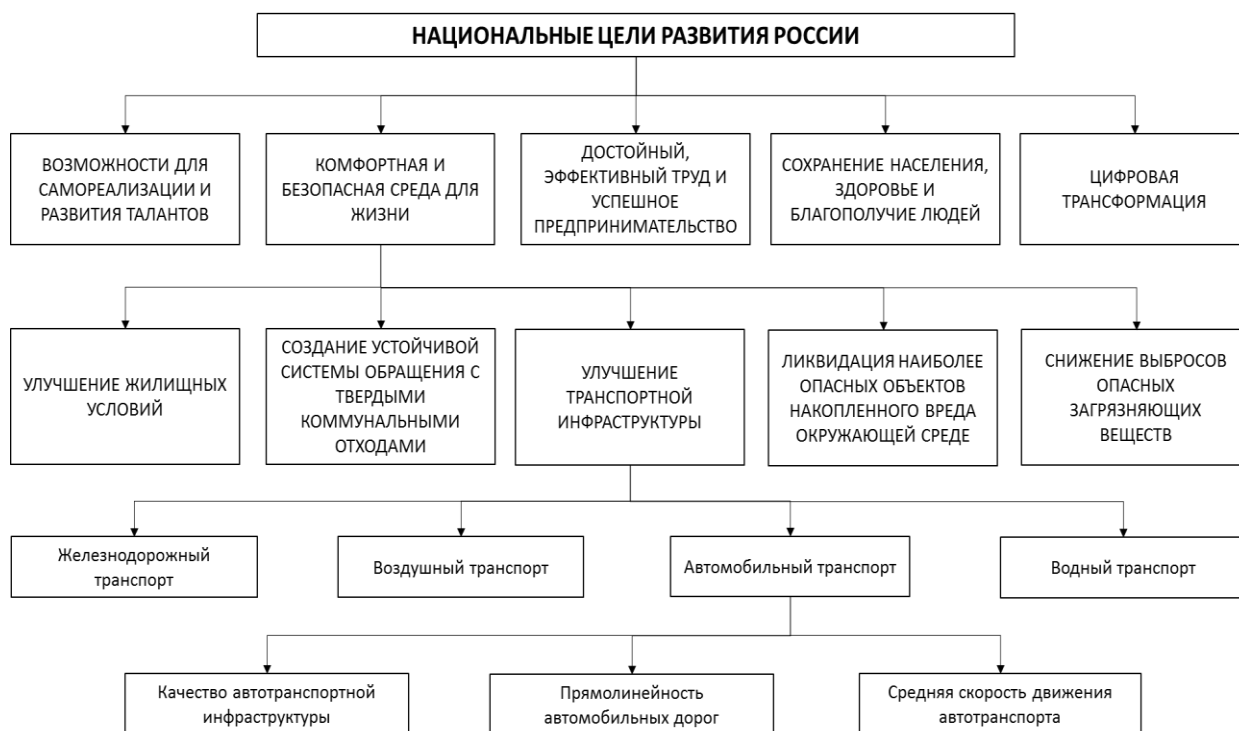 НАЦИОНАЛЬНЫЕ ЦЕЛИ РАЗВИТИЯ РОССИИ
ВОЗМОЖНОСТИ ДЛЯ
САМОРЕАЛИЗАЦИИ И
РАЗВИТИЯ ТАЛАНТОВ
КОМФОРТНАЯ И
БЕЗОПАСНАЯ СРЕДА ДЛЯ
ЖИЗНИ
ДОСТОЙНЫЙ,
ЭФФЕКТИВНЫЙ ТРУД И
УСПЕШНОЕ
ПРЕДПРИНИМАТЕЛЬСТВО
СОХРАНЕНИЕ НАСЕЛЕНИЯ,
ЗДОРОВЬЕ И
БЛАГОПОЛУЧИЕ ЛЮДЕЙ
ЦИФРОВАЯ
ТРАНСФОРМАЦИЯ
УЛУЧШЕНИЕ ЖИЛИЩНЫХ
УСЛОВИЙ
СОЗДАНИЕ УСТОЙЧИВОЙ
СИСТЕМЫ ОБРАЩЕНИЯ С
ТВЕРДЫМИ
КОММУНАЛЬНЫМИ
ОТХОДАМИ
УЛУЧШЕНИЕ
ТРАНСПОРТНОЙ
ИНФРАСТРУКТУРЫ
ЛИКВИДАЦИЯ НАИБОЛЕЕ
ОПАСНЫХ ОБЪЕКТОВ
НАКОПЛЕННОГО ВРЕДА
ОКРУЖАЮЩЕЙ СРЕДЕ
СНИЖЕНИЕ ВЫБРОСОВ
ОПАСНЫХ
ЗАГРЯЗНЯЮЩИХ
ВЕЩЕСТВ
Железнодорожный
транспорт
Воздушный транспорт
Автомобильный транспорт
Водный транспорт
Качество автотранспортной
инфраструктуры
Прямолинейность
автомобильных дорог
Средняя скорость движения
автотранспорта